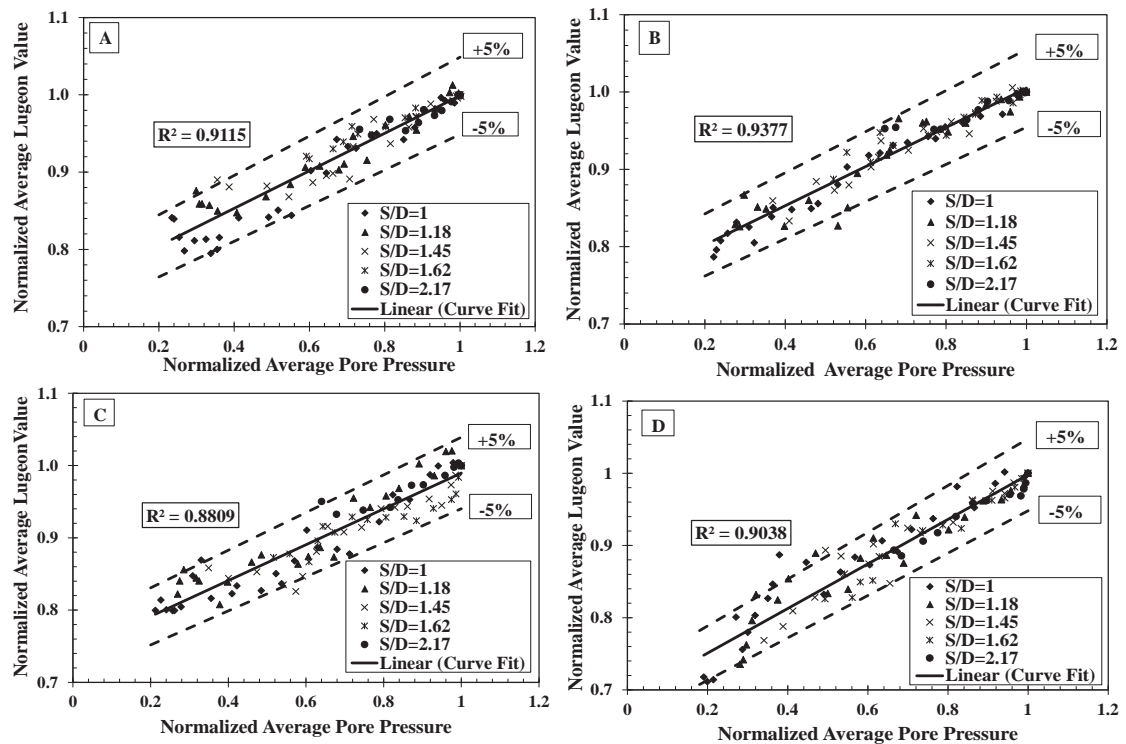 A
Normalized Average Lugeon Value
1.1
1.0
0.9
0.8
0.7
+5%
-5%
R² = 0.9115
S/D=1
S/D=1.18
S/D=1.45
S/D=1.62
S/D=2.17
Linear (Curve Fit)
0 0.2 0.4 0.6 0.8 1 1.2
Normalized Average Pore Pressure
B
Normalized Average Lugeon Value
1.1
1.0
0.9
0.8
0.7
+5%
-5%
R² = 0.9377
S/D=1
S/D=1.18
S/D=1.45
S/D=1.62
S/D=2.17
Linear (Curve Fit)
0 0.2 0.4 0.6 0.8 1 1.2
Normalized Average Pore Pressure
C
Normalized Average Lugeon Value
1.1
1.0
0.9
0.8
0.7
+5%
-5%
R² = 0.8809
S/D=1
S/D=1.18
S/D=1.45
S/D=1.62
S/D=2.17
Linear (Curve Fit)
0 0.2 0.4 0.6 0.8 1 1.2
Normalized Average Pore Pressure
D
Normalized Average Lugeon Value
1.1
1.0
0.9
0.8
0.7
+5%
-5%
R² = 0.9038
S/D=1
S/D=1.18
S/D=1.45
S/D=1.62
S/D=2.17
Linear (Curve Fit)
0 0.2 0.4 0.6 0.8 1 1.2
Normalized Average Pore Pressure